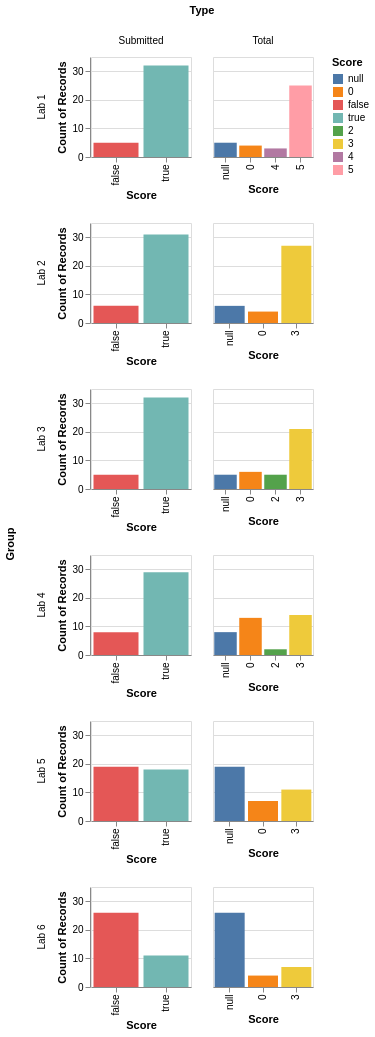 Type
Submitted Total
Group
Lab 1
Count of Records
30
20
10
0
false true
Score
null 0 4 5
Score
Lab 2
Count of Records
30
20
10
0
false true
Score
null 0 3
Score
Lab 3
Count of Records
30
20
10
0
false true
Score
null 0 2 3
Score
Lab 4
Count of Records
30
20
10
0
false true
Score
null 0 2 3
Score
Lab 5
Count of Records
30
20
10
0
false true
Score
null 0 3
Score
Lab 6
Count of Records
30
20
10
0
false true
Score
null 0 3
Score
Score
null
0
false
true
2
3
4
5